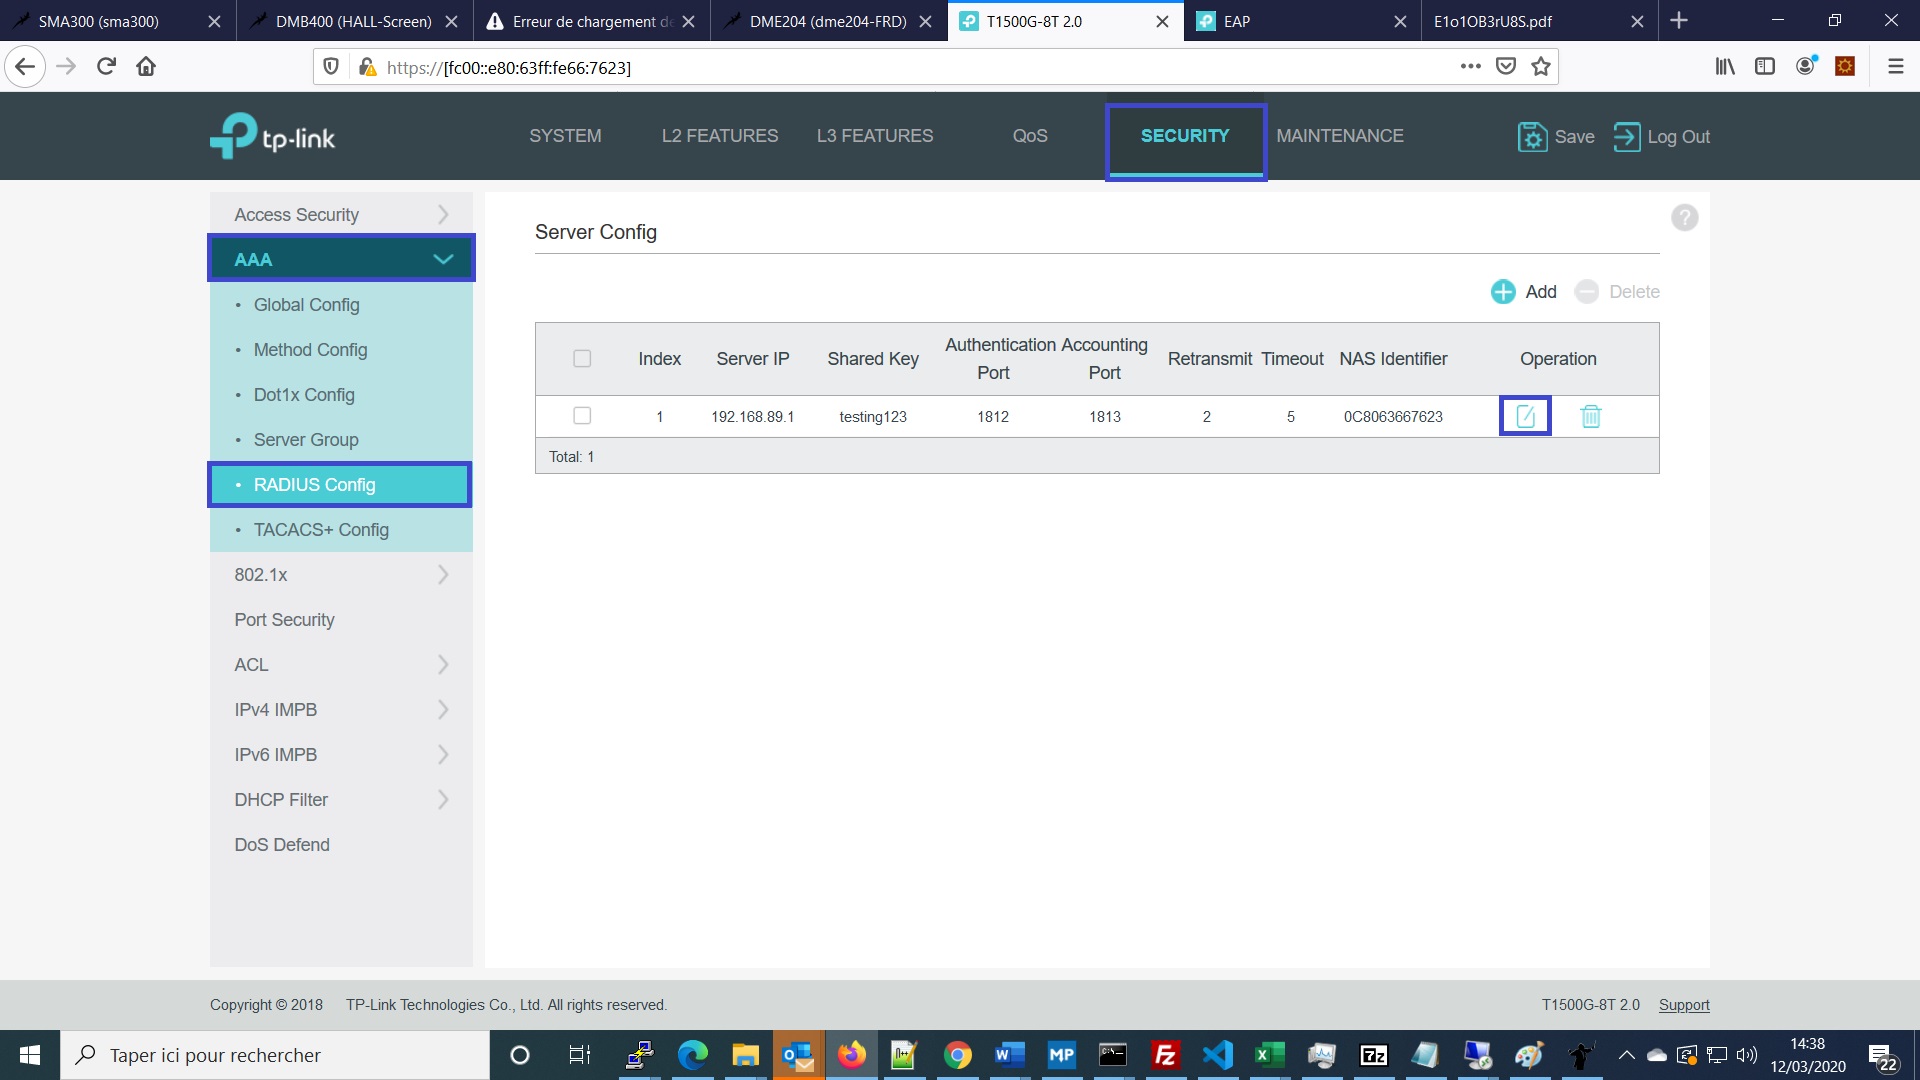 SMA300 (sma300)
DMB400 (HALL-Screen)
Erreur de chargement de
DME204 (dme204-FRD)
T1500G-8T 2.0
EAP
E1o1OB3rU8S.pdf
https://[fc00::e80:63ff:fe66:7623]
tp-link
SYSTEM
L2 FEATURES
L3 FEATURES
QoS
SECURITY
MAINTENANCE
Save
Log Out
Access Security
AAA
Global Config
Method Config
Dot1x Config
Server Group
RADIUS Config
TACACS+ Config
802.1x
Port Security
ACL
IPv4 IMPB
IPv6 IMPB
DHCP Filter
DoS Defend
Server Config
?
Add
Delete
Index Server IP Shared Key Authentication Port Accounting Port Retransmit Timeout NAS Identifier Operation
1 192.168.89.1 testing123 1812 1813 2 5 0C8063667623
Total: 1
Copyright © 2018 TP-Link Technologies Co., Ltd. All rights reserved.
T1500G-8T 2.0 Support
Taper ici pour rechercher
MP
7z
14:38
12/03/2020
22